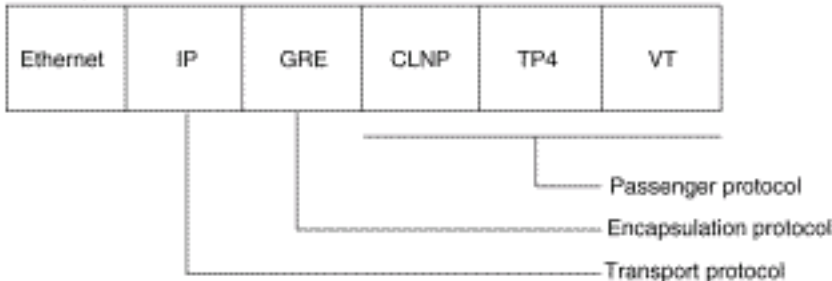 Ethernet IP GRE CLNP TP4 VT
Passenger protocol
Encapsulation protocol
Transport protocol